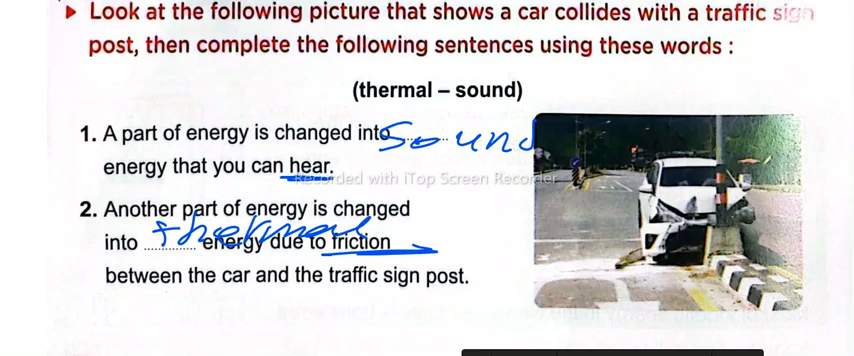 ▶ Look at the following picture that shows a car collides with a traffic sign
post, then complete the following sentences using these words :
(thermal – sound)
1. A part of energy is changed into sound
energy that you can hear.
Recorded with iTop Screen Recorder
2. Another part of energy is changed
into thermal energy due to friction
between the car and the traffic sign post.